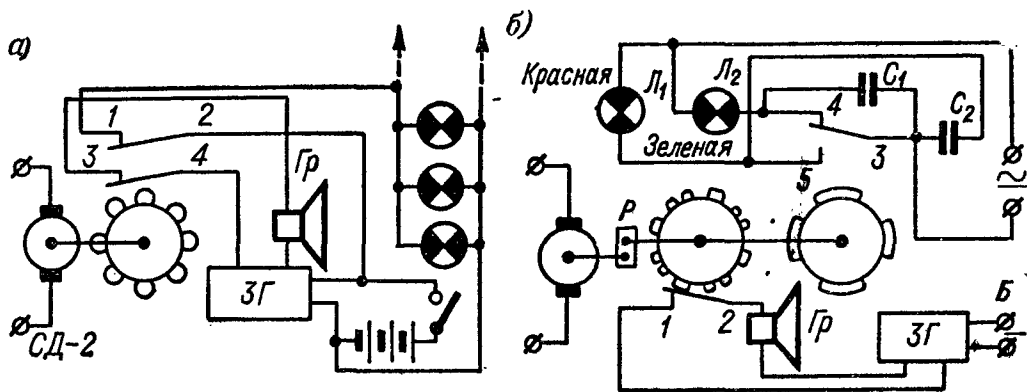 а)
1 2
3 4
Гр
ЗГ
СД-2
б)
Красная Л₁ Л₂ С₁
4 С₂
Зеленая 3
5
~
Р
1 2 Гр Б
ЗГ